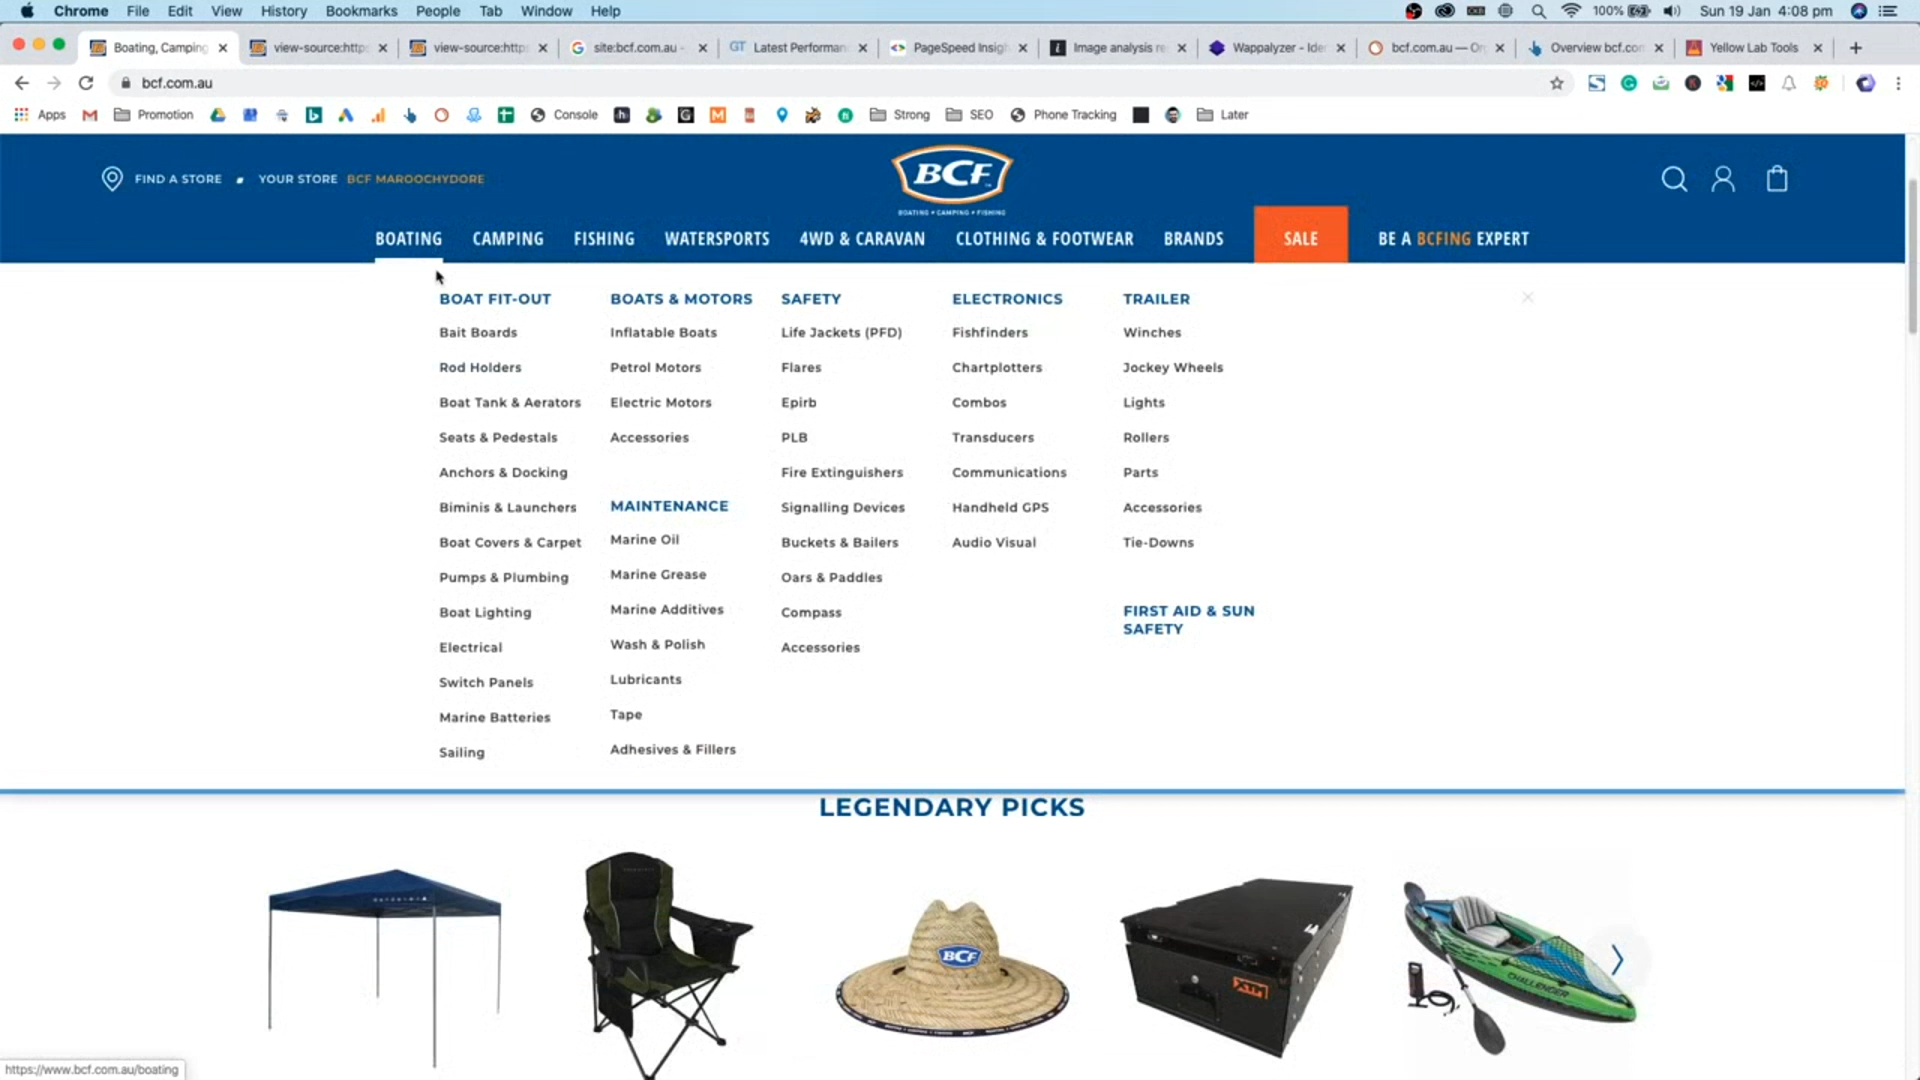 Chrome File Edit View History Bookmarks People Tab Window Help 100% Sun 19 Jan 4:08 pm
Boating, Camping view-source:http: view-source:http: site:bcf.com.au - Latest Performan PageSpeed Insigh Image analysis re Wappalyzer - Ide bcf.com.au — Or Overview bcf.con Yellow Lab Tools
bcf.com.au
Apps Promotion Console Strong SEO Phone Tracking Later
FIND A STORE YOUR STORE BCF MAROOCHYDORE
BCF
BOATING • CAMPING • FISHING
BOATING CAMPING FISHING WATERSPORTS 4WD & CARAVAN CLOTHING & FOOTWEAR BRANDS SALE BE A BCFING EXPERT
BOAT FIT-OUT
Bait Boards
Rod Holders
Boat Tank & Aerators
Seats & Pedestals
Anchors & Docking
Biminis & Launchers
Boat Covers & Carpet
Pumps & Plumbing
Boat Lighting
Electrical
Switch Panels
Marine Batteries
Sailing
BOATS & MOTORS
Inflatable Boats
Petrol Motors
Electric Motors
Accessories
MAINTENANCE
Marine Oil
Marine Grease
Marine Additives
Wash & Polish
Lubricants
Tape
Adhesives & Fillers
SAFETY
Life Jackets (PFD)
Flares
Epirb
PLB
Fire Extinguishers
Signalling Devices
Buckets & Bailers
Oars & Paddles
Compass
Accessories
ELECTRONICS
Fishfinders
Chartplotters
Combos
Transducers
Communications
Handheld GPS
Audio Visual
TRAILER
Winches
Jockey Wheels
Lights
Rollers
Parts
Accessories
Tie-Downs
FIRST AID & SUN
SAFETY
LEGENDARY PICKS
BCF
CHALLENGER
https://www.bcf.com.au/boating